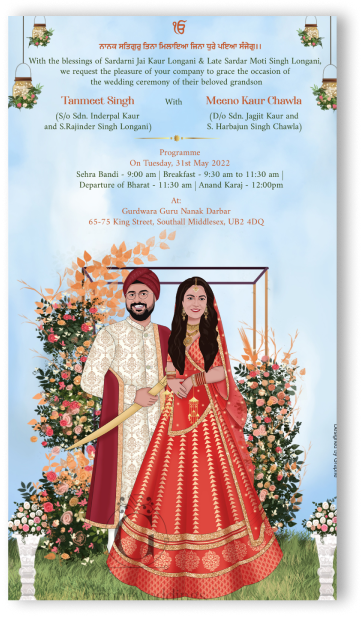 ੴ
ਨਾਨਕ ਸਤਿਗੁਰੁ ਤਿਨਾ ਮਿਲਾਇਆ ਜਿਨਾ ਧੁਰੇ ਪਇਆ ਸੰਜੋਗੁ।।
With the blessings of Sardarni Jai Kaur Longani & Late Sardar Moti Singh Longani,
we request the pleasure of your company to grace the occasion of
the wedding ceremony of their beloved grandson
Tanmeet Singh With Meeno Kaur Chawla
(S/o Sdn. Inderpal Kaur (D/o Sdn. Jagjit Kaur and
and S.Rajinder Singh Longani) S. Harbajun Singh Chawla)
Programme
On Tuesday, 31st May 2022
Sehra Bandi - 9:00 am | Breakfast - 9:30 am to 11:30 am |
Departure of Bharat - 11:30 am | Anand Karaj - 12:00pm
At:
Gurdwara Guru Nanak Darbar
65-75 King Street, Southall Middlesex, UB2 4DQ